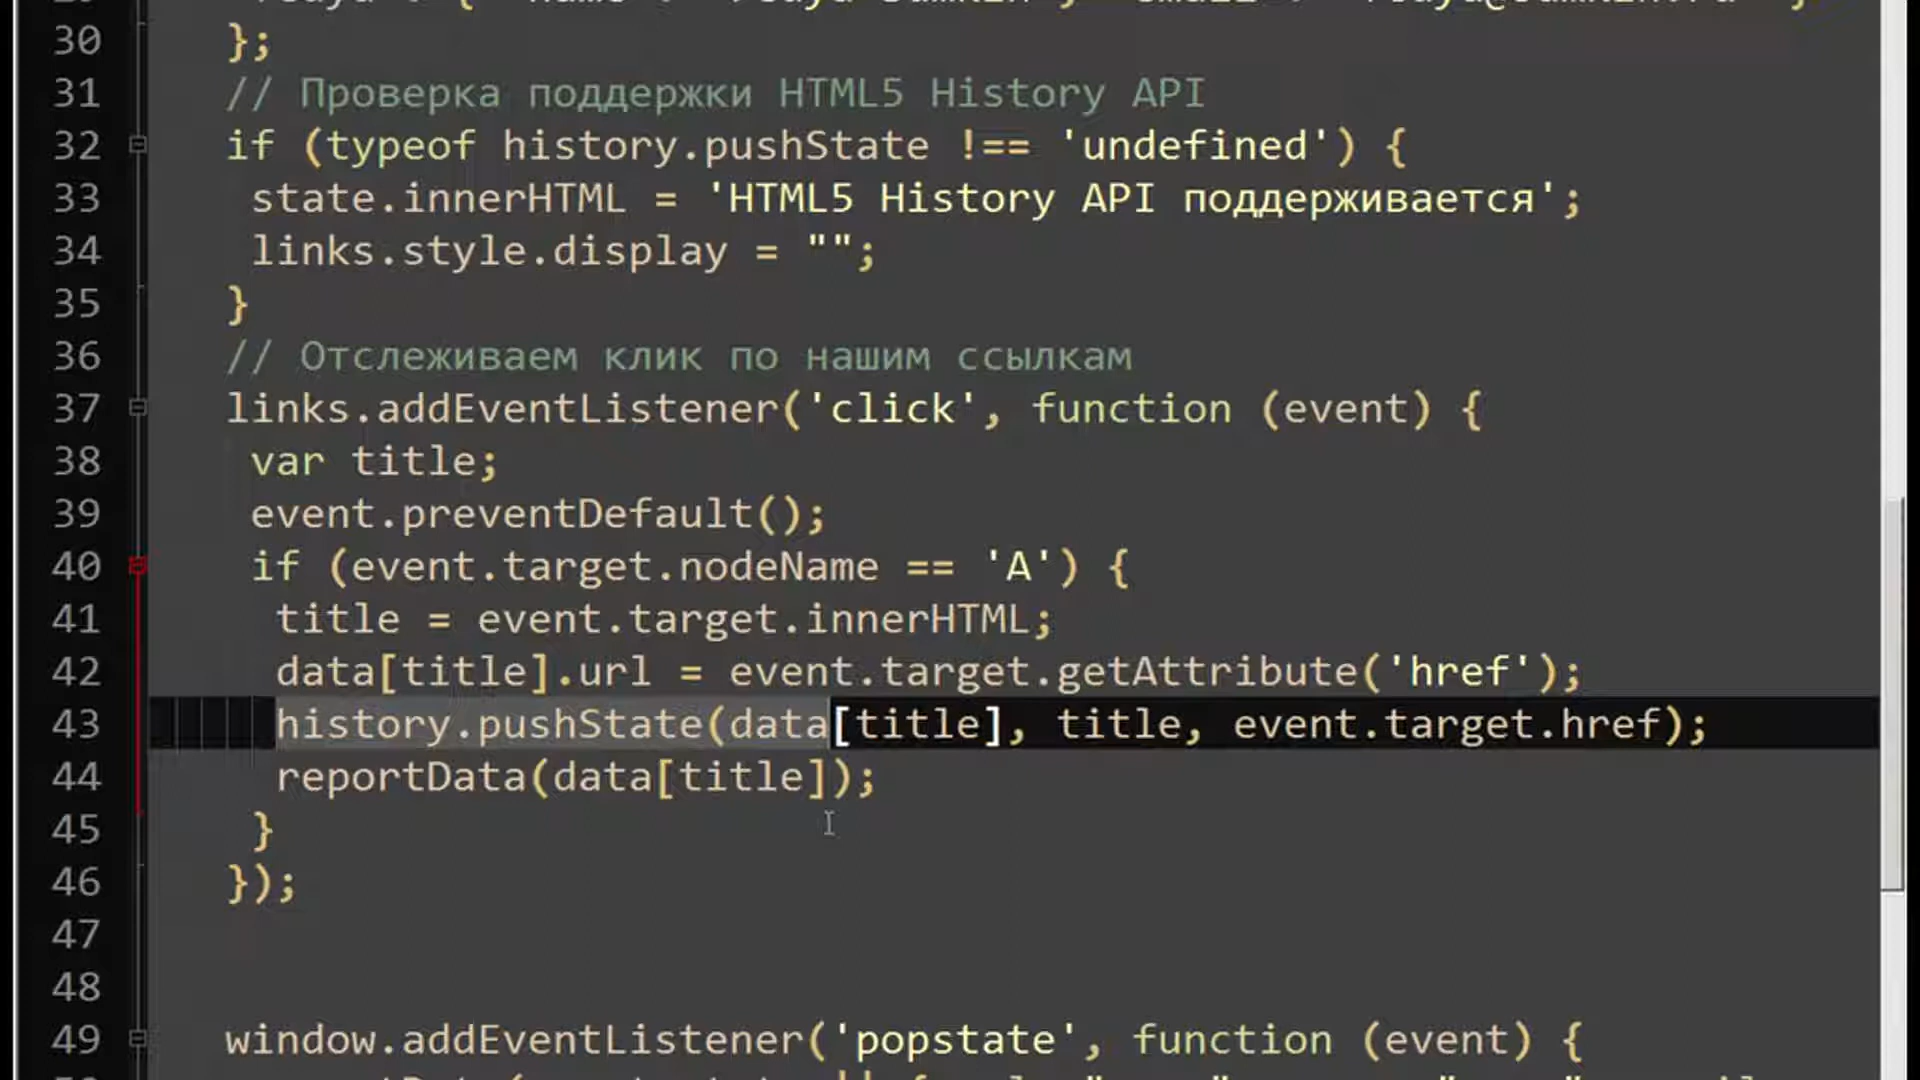 30 };
31 // Проверка поддержки HTML5 History API
32 if (typeof history.pushState !== 'undefined') {
33 state.innerHTML = 'HTML5 History API поддерживается';
34 links.style.display = "";
35 }
36 // Отслеживаем клик по нашим ссылкам
37 links.addEventListener('click', function (event) {
38 var title;
39 event.preventDefault();
40 if (event.target.nodeName == 'A') {
41 title = event.target.innerHTML;
42 data[title].url = event.target.getAttribute('href');
43 history.pushState(data[title], title, event.target.href);
44 reportData(data[title]);
45 }
46 });
47
48
49 window.addEventListener('popstate', function (event) {